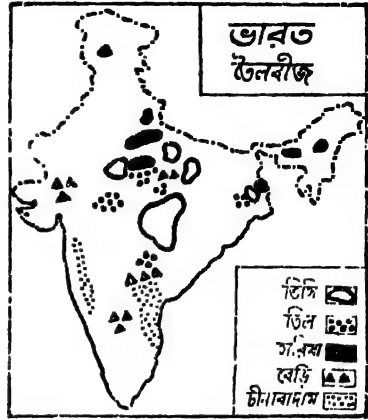 ভারত
তৈলবীজ
তিসি
তিল
সরিষা
রেড়ি
চীনাবাদাম